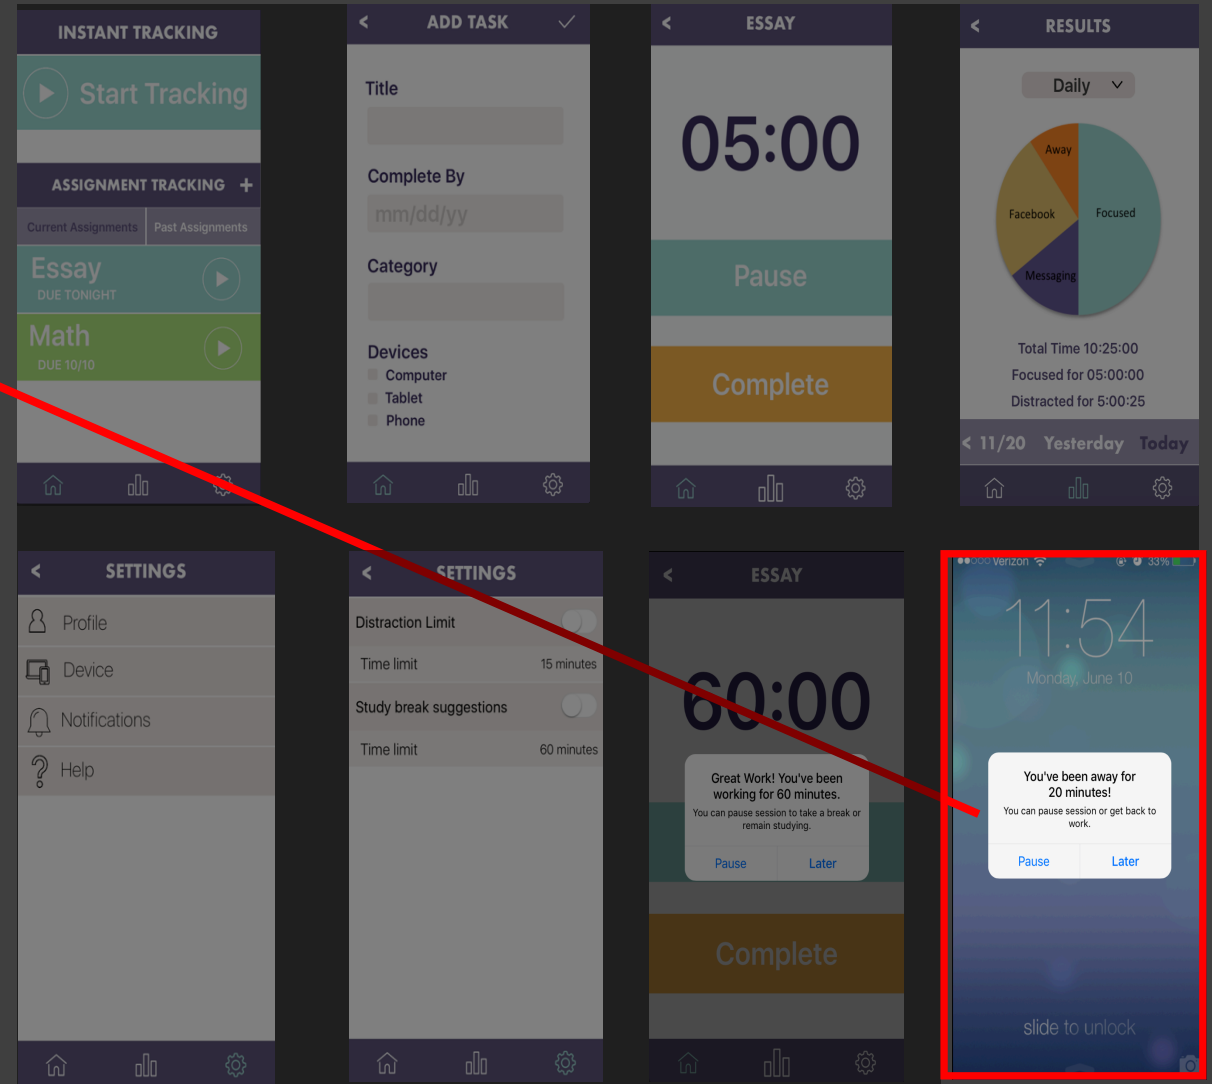 INSTANT TRACKING
Start Tracking
ASSIGNMENT TRACKING +
Current Assignments Past Assignments
Essay
DUE TONIGHT
Math
DUE 10/10
< ADD TASK
Title
Complete By
mm/dd/yy
Category
Devices
Computer
Tablet
Phone
< ESSAY
05:00
Pause
Complete
< RESULTS
Daily
Away
Facebook
Focused
Messaging
Total Time 10:25:00
Focused for 05:00:00
Distracted for 5:00:25
< 11/20 Yesterday Today
< SETTINGS
Profile
Device
Notifications
Help
< SETTINGS
Distraction Limit
Time limit 15 minutes
Study break suggestions
Time limit 60 minutes
< ESSAY
60:00
Great Work! You've been
working for 60 minutes.
You can pause session to take a break or
remain studying.
Pause Later
Complete
Verizon 33%
11:54
Monday, June 10
You've been away for
20 minutes!
You can pause session or get back to
work.
Pause Later
slide to unlock